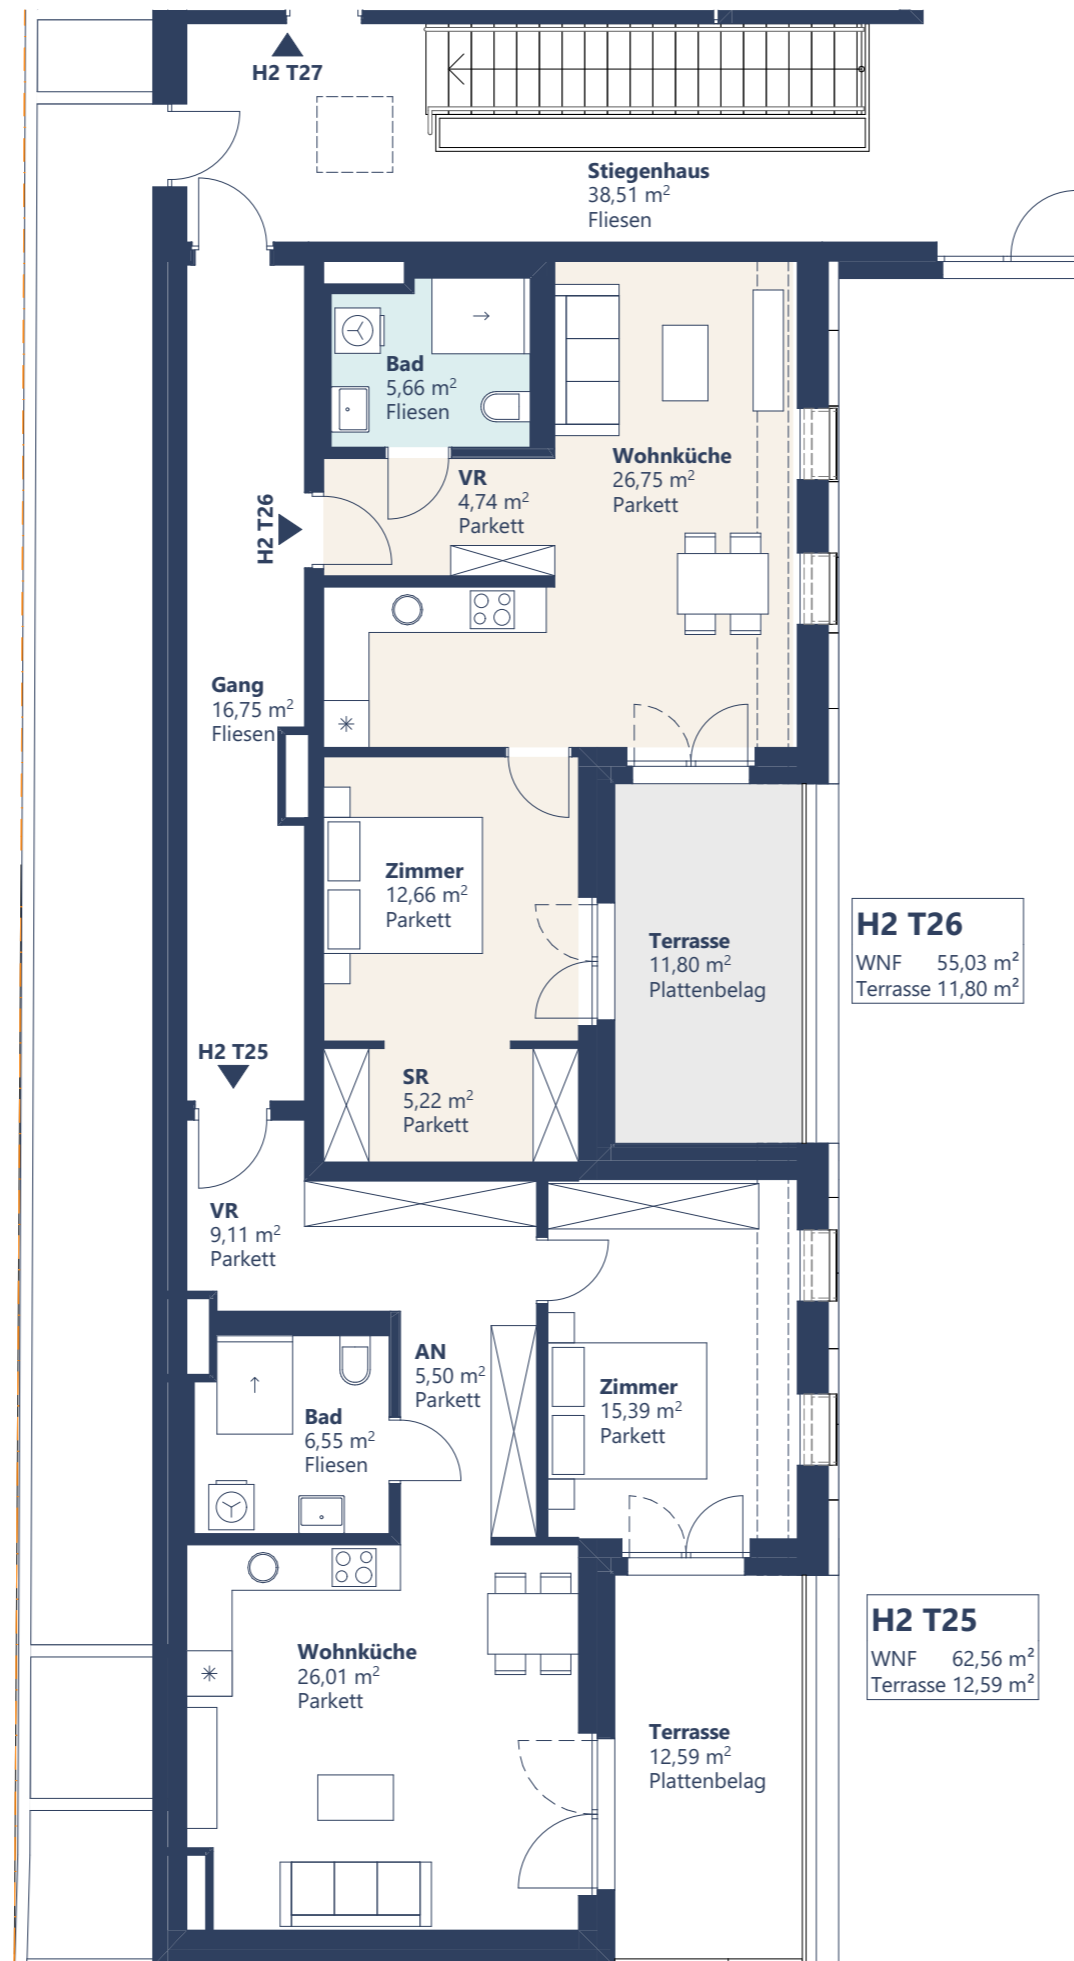 H2 T27
Stiegenhaus
38,51 m²
Fliesen
Bad
5,66 m²
Fliesen
Wohnküche
26,75 m²
Parkett
VR
4,74 m²
Parkett
H2 T26
Gang
16,75 m²
Fliesen
Zimmer
12,66 m²
Parkett
Terrasse
11,80 m²
Plattenbelag
H2 T26
WNF 55,03 m²
Terrasse 11,80 m²
H2 T25
SR
5,22 m²
Parkett
VR
9,11 m²
Parkett
AN
5,50 m²
Parkett
Zimmer
15,39 m²
Parkett
Bad
6,55 m²
Fliesen
H2 T25
WNF 62,56 m²
Terrasse 12,59 m²
Wohnküche
26,01 m²
Parkett
Terrasse
12,59 m²
Plattenbelag